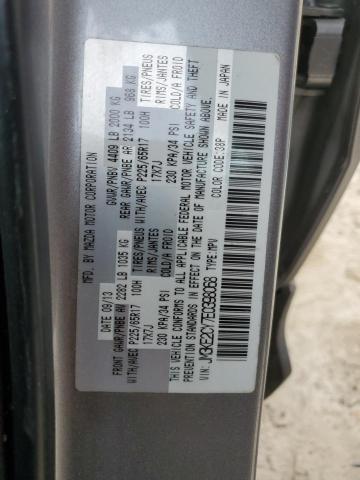 MFD. BY MAZDA MOTOR CORPORATION
DATE 09/13 GVWR/PNBV 4409 LB 2000 KG
FRONT GAWR/PNBE AV 2282 LB 1035 KG REAR GAWR/PNBE AR 2134 LB 968 KG
WITH/AVEC P225/65R17 100H TIRES/PNEUS WITH/AVEC P225/65R17 100H TIRES/PNEUS
17X7J RIMS/JANTES 17X7J RIMS/JANTES
230 KPA/34 PSI COLD/A FROID 230 KPA/34 PSI COLD/A FROID
THIS VEHICLE CONFORMS TO ALL APPLICABLE FEDERAL MOTOR VEHICLE SAFETY AND THEFT
PREVENTION STANDARDS IN EFFECT ON THE DATE OF MANUFACTURE SHOWN ABOVE.
JM3KE2CY7E0398068 TYPE:MPV COLOR CODE:38P MADE IN JAPAN